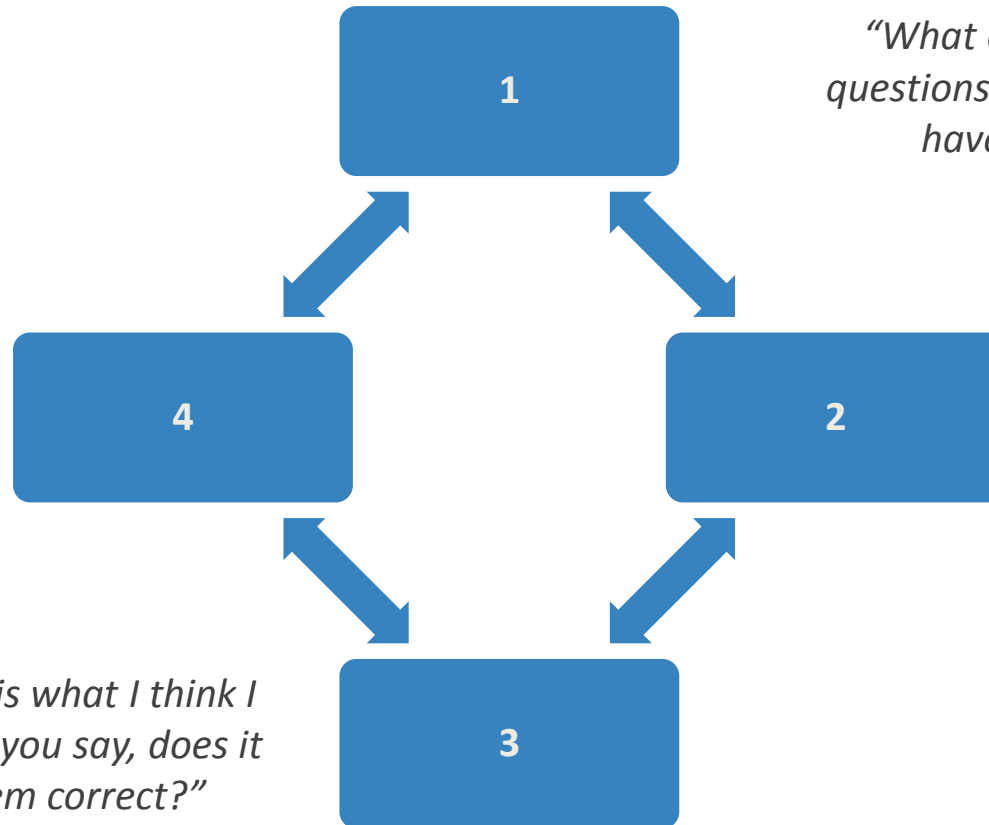 1
“What
questions
have
4
2
is what I think I
you say, does it
em correct?”
3